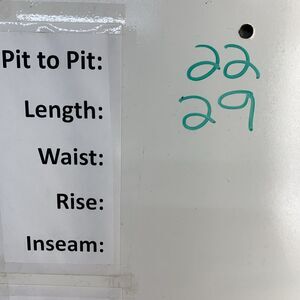 Pit to Pit: 22
Length: 29
Waist:
Rise:
Inseam: